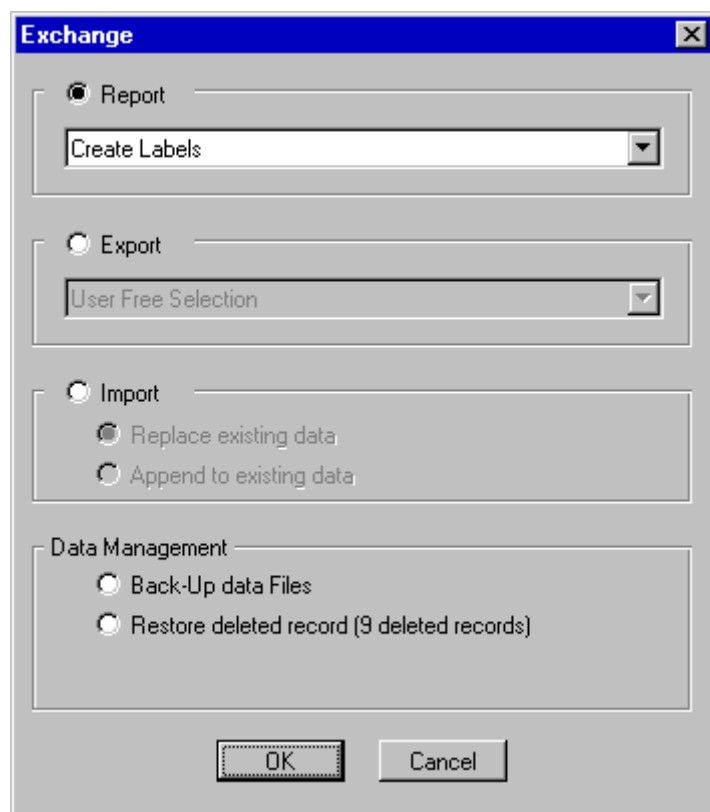 Exchange
Report
Create Labels
Export
User Free Selection
Import
Replace existing data
Append to existing data
Data Management
Back-Up data Files
Restore deleted record (9 deleted records)
OK Cancel